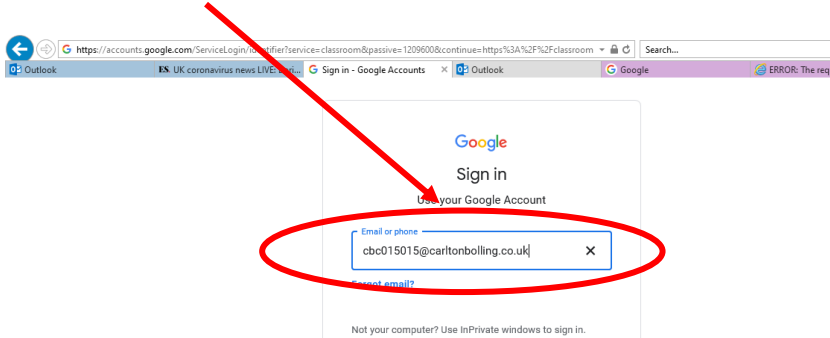 https://accounts.google.com/ServiceLogin/identifier?service=classroom&passive=1209600&continue=https%3A%2F%2Fclassroom
Search...
Outlook
ES. UK coronavirus news LIVE:
Sign in - Google Accounts
Outlook
Google
ERROR: The req
Google
Sign in
Use your Google Account
Email or phone
cbc015015@carltonbolling.co.uk
Forgot email?
Not your computer? Use InPrivate windows to sign in.